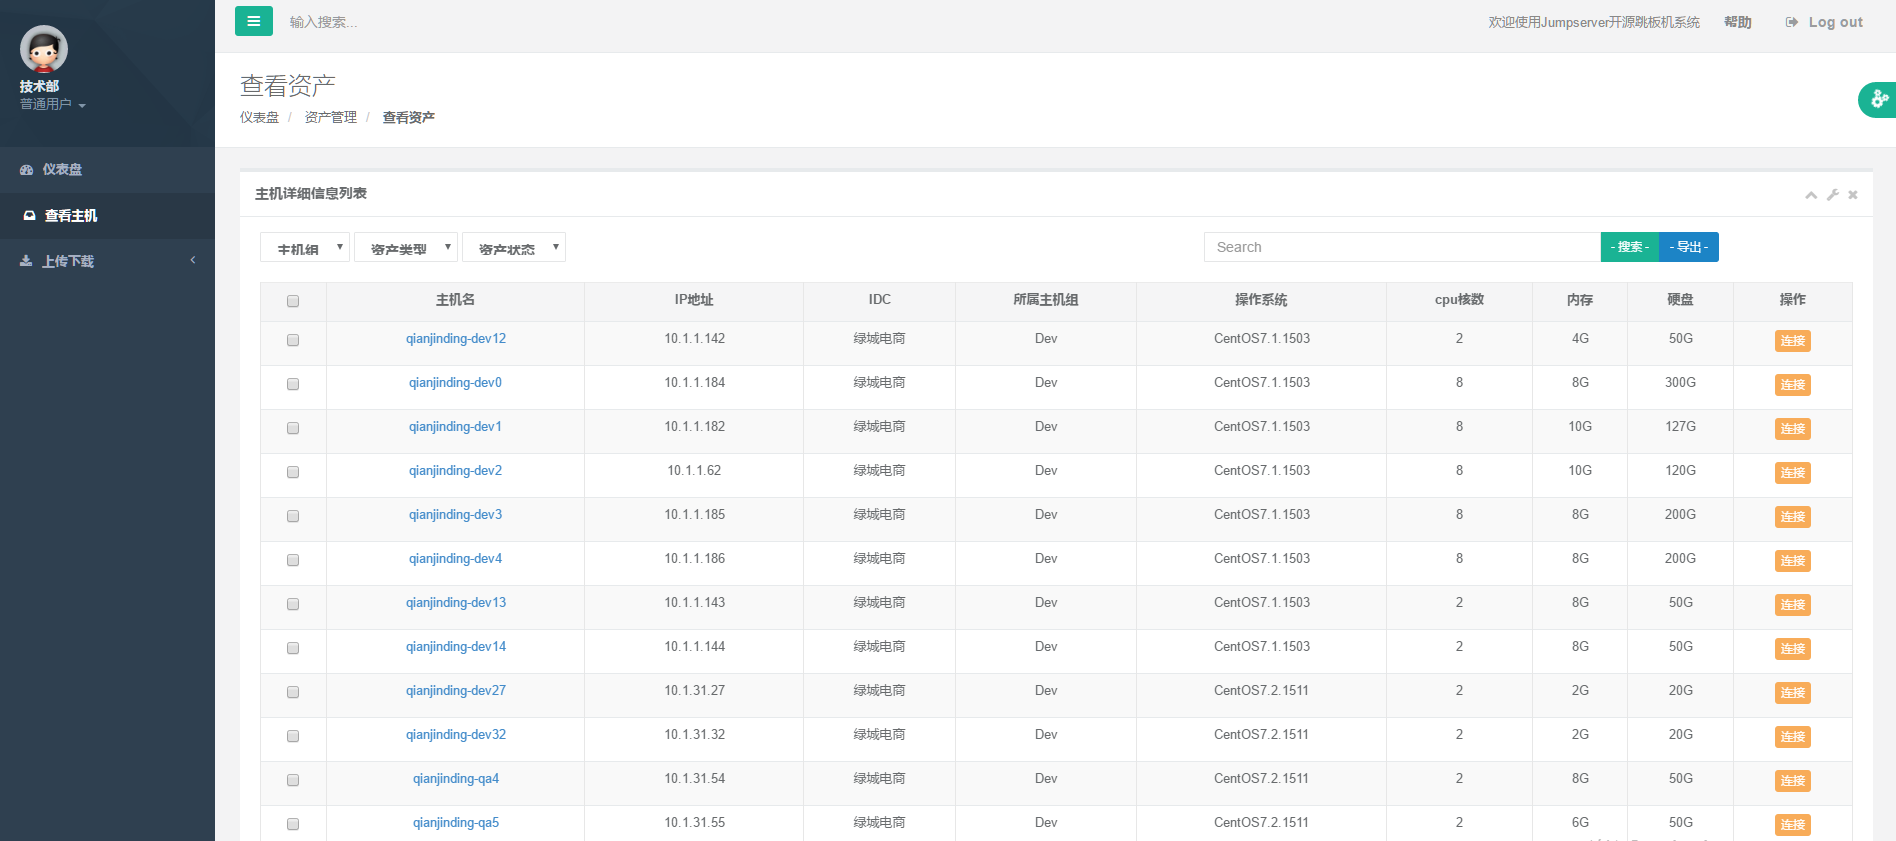 输入搜索...
欢迎使用Jumpserver开源跳板机系统 帮助 Log out
技术部
普通用户
仪表盘
查看主机
上传下载
查看资产
仪表盘 / 资产管理 / 查看资产
主机详细信息列表
主机组 资产类型 资产状态 Search - 搜索 - - 导出 -
主机名 IP地址 IDC 所属主机组 操作系统 cpu核数 内存 硬盘 操作
qianjinding-dev12 10.1.1.142 绿城电商 Dev CentOS7.1.1503 2 4G 50G 连接
qianjinding-dev0 10.1.1.184 绿城电商 Dev CentOS7.1.1503 8 8G 300G 连接
qianjinding-dev1 10.1.1.182 绿城电商 Dev CentOS7.1.1503 8 10G 127G 连接
qianjinding-dev2 10.1.1.62 绿城电商 Dev CentOS7.1.1503 8 10G 120G 连接
qianjinding-dev3 10.1.1.185 绿城电商 Dev CentOS7.1.1503 8 8G 200G 连接
qianjinding-dev4 10.1.1.186 绿城电商 Dev CentOS7.1.1503 8 8G 200G 连接
qianjinding-dev13 10.1.1.143 绿城电商 Dev CentOS7.1.1503 2 8G 50G 连接
qianjinding-dev14 10.1.1.144 绿城电商 Dev CentOS7.1.1503 2 8G 50G 连接
qianjinding-dev27 10.1.31.27 绿城电商 Dev CentOS7.2.1511 2 2G 20G 连接
qianjinding-dev32 10.1.31.32 绿城电商 Dev CentOS7.2.1511 2 2G 20G 连接
qianjinding-qa4 10.1.31.54 绿城电商 Dev CentOS7.2.1511 2 8G 50G 连接
qianjinding-qa5 10.1.31.55 绿城电商 Dev CentOS7.2.1511 2 6G 50G 连接